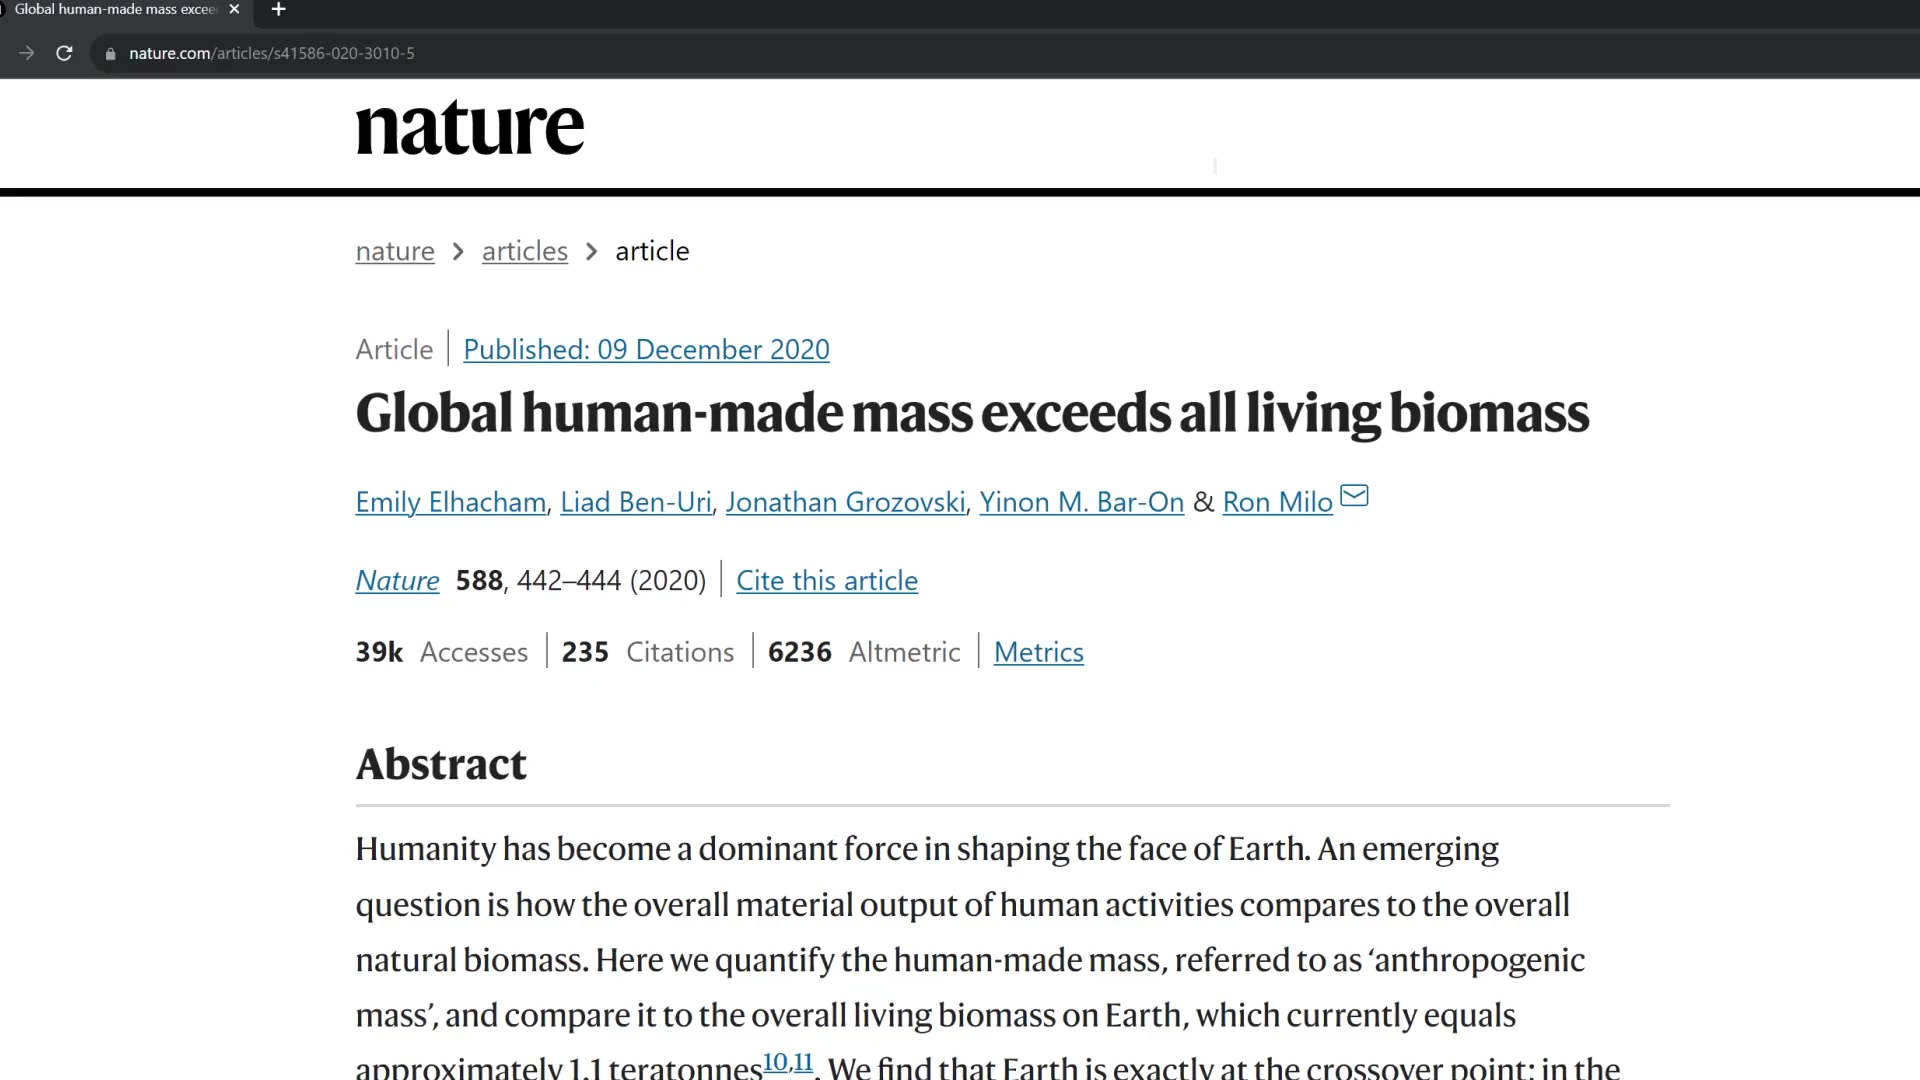 Global human-made mass excee
nature.com/articles/s41586-020-3010-5
nature
nature > articles > article
Article | Published: 09 December 2020
Global human-made mass exceeds all living biomass
Emily Elhacham, Liad Ben-Uri, Jonathan Grozovski, Yinon M. Bar-On & Ron Milo
Nature 588, 442–444 (2020) | Cite this article
39k Accesses | 235 Citations | 6236 Altmetric | Metrics
Abstract
Humanity has become a dominant force in shaping the face of Earth. An emerging
question is how the overall material output of human activities compares to the overall
natural biomass. Here we quantify the human-made mass, referred to as ‘anthropogenic
mass’, and compare it to the overall living biomass on Earth, which currently equals
approximately 1.1 teratonnes10,11. We find that Earth is exactly at the crossover point; in the